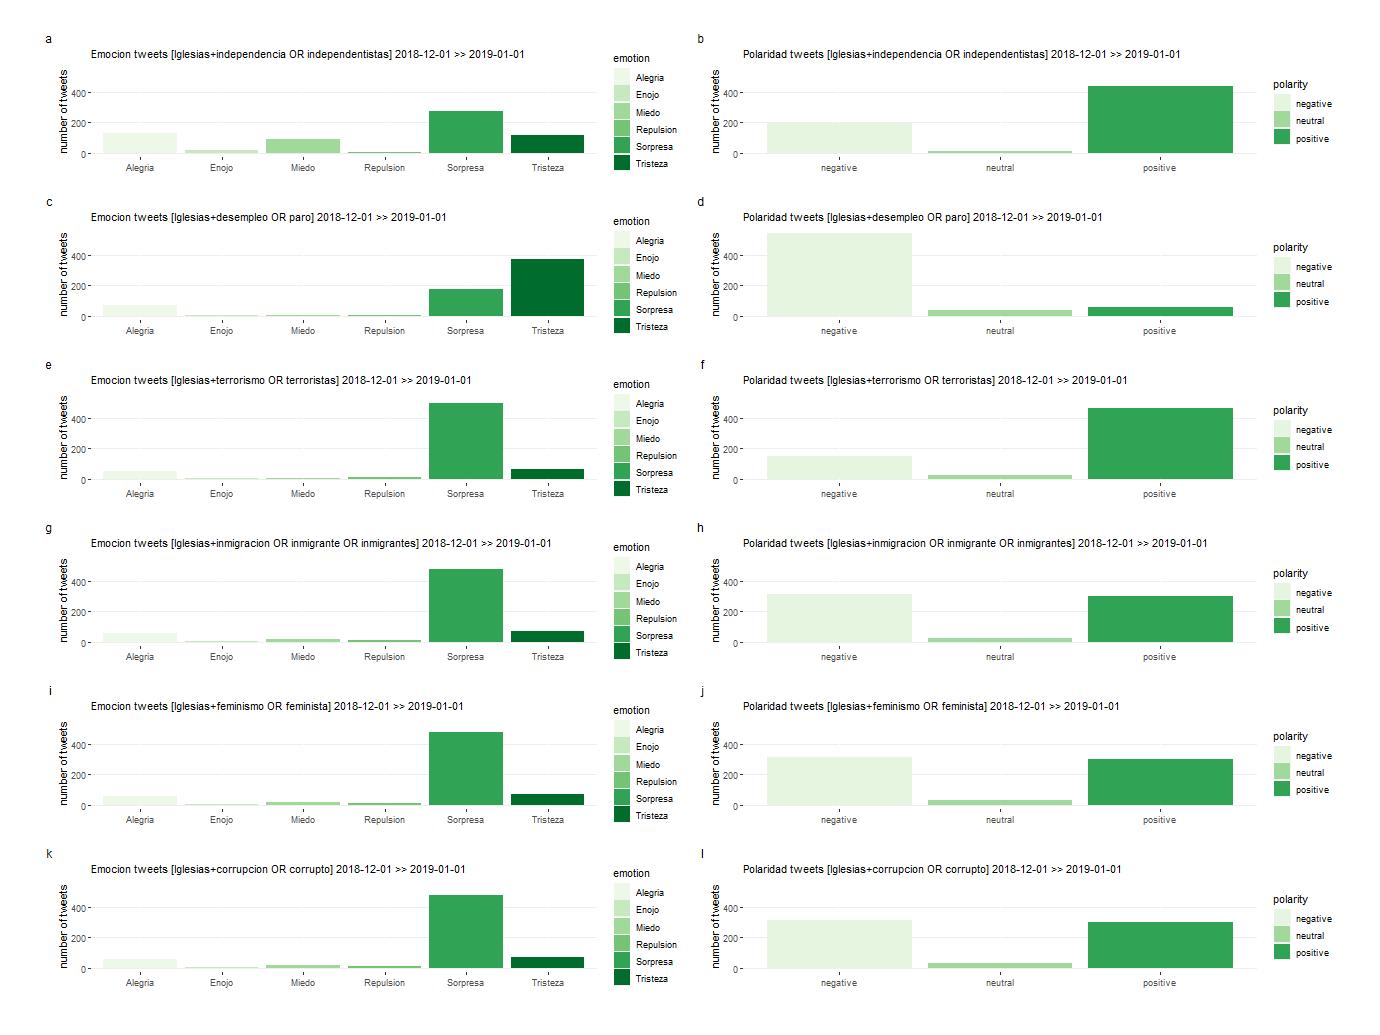 a
Emocion tweets [Iglesias+independencia OR independentistas] 2018-12-01 >> 2019-01-01
number of tweets
400
200
0
Alegria Enojo Miedo Repulsion Sorpresa Tristeza
emotion
Alegria
Enojo
Miedo
Repulsion
Sorpresa
Tristeza
b
Polaridad tweets [Iglesias+independencia OR independentistas] 2018-12-01 >> 2019-01-01
number of tweets
400
200
0
negative neutral positive
polarity
negative
neutral
positive
c
Emocion tweets [Iglesias+desempleo OR paro] 2018-12-01 >> 2019-01-01
number of tweets
400
200
0
Alegria Enojo Miedo Repulsion Sorpresa Tristeza
emotion
Alegria
Enojo
Miedo
Repulsion
Sorpresa
Tristeza
d
Polaridad tweets [Iglesias+desempleo OR paro] 2018-12-01 >> 2019-01-01
number of tweets
400
200
0
negative neutral positive
polarity
negative
neutral
positive
e
Emocion tweets [Iglesias+terrorismo OR terroristas] 2018-12-01 >> 2019-01-01
number of tweets
400
200
0
Alegria Enojo Miedo Repulsion Sorpresa Tristeza
emotion
Alegria
Enojo
Miedo
Repulsion
Sorpresa
Tristeza
f
Polaridad tweets [Iglesias+terrorismo OR terroristas] 2018-12-01 >> 2019-01-01
number of tweets
400
200
0
negative neutral positive
polarity
negative
neutral
positive
g
Emocion tweets [Iglesias+inmigracion OR inmigrante OR inmigrantes] 2018-12-01 >> 2019-01-01
number of tweets
400
200
0
Alegria Enojo Miedo Repulsion Sorpresa Tristeza
emotion
Alegria
Enojo
Miedo
Repulsion
Sorpresa
Tristeza
h
Polaridad tweets [Iglesias+inmigracion OR inmigrante OR inmigrantes] 2018-12-01 >> 2019-01-01
number of tweets
400
200
0
negative neutral positive
polarity
negative
neutral
positive
i
Emocion tweets [Iglesias+feminismo OR feminista] 2018-12-01 >> 2019-01-01
number of tweets
400
200
0
Alegria Enojo Miedo Repulsion Sorpresa Tristeza
emotion
Alegria
Enojo
Miedo
Repulsion
Sorpresa
Tristeza
j
Polaridad tweets [Iglesias+feminismo OR feminista] 2018-12-01 >> 2019-01-01
number of tweets
400
200
0
negative neutral positive
polarity
negative
neutral
positive
k
Emocion tweets [Iglesias+corrupcion OR corrupto] 2018-12-01 >> 2019-01-01
number of tweets
400
200
0
Alegria Enojo Miedo Repulsion Sorpresa Tristeza
emotion
Alegria
Enojo
Miedo
Repulsion
Sorpresa
Tristeza
l
Polaridad tweets [Iglesias+corrupcion OR corrupto] 2018-12-01 >> 2019-01-01
number of tweets
400
200
0
negative neutral positive
polarity
negative
neutral
positive